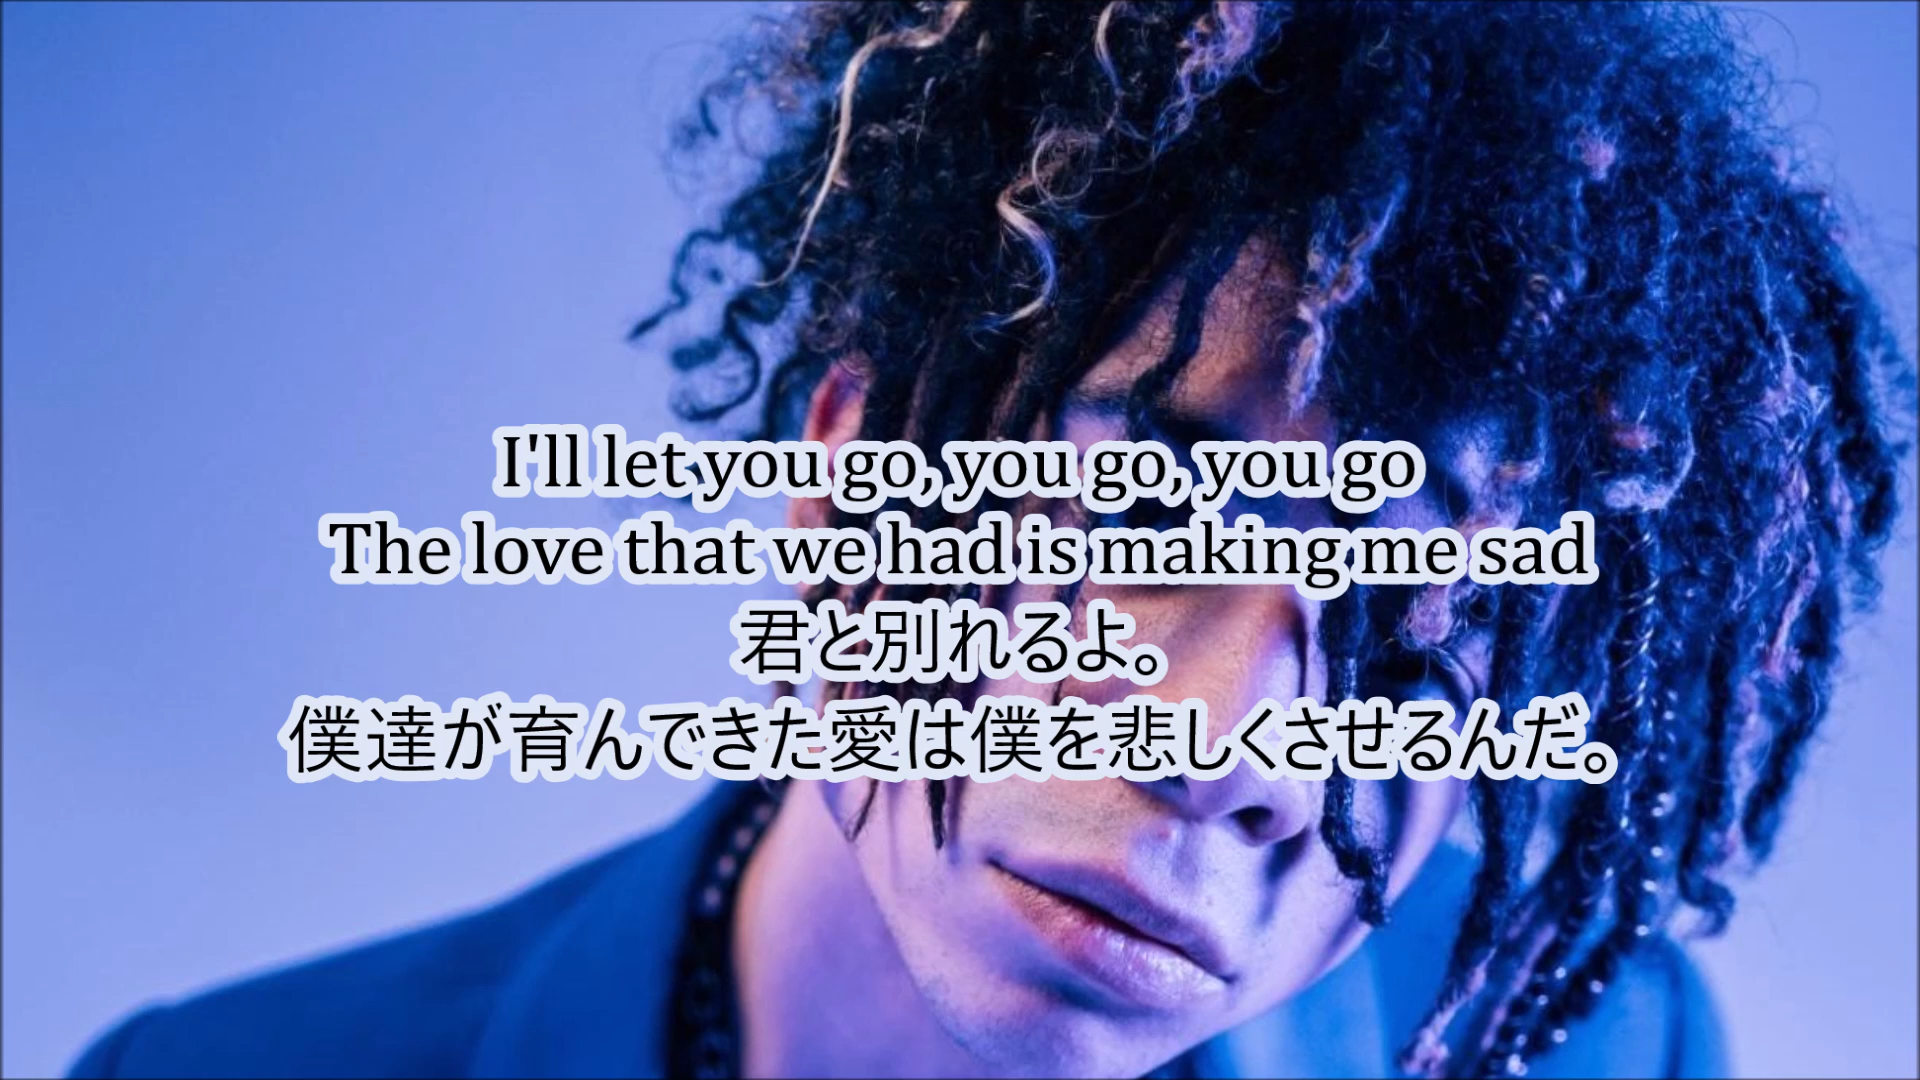 I'll let you go, you go, you go
The love that we had is making me sad
君と別れるよ。
僕達が育んできた愛は僕を悲しくさせるんだ。